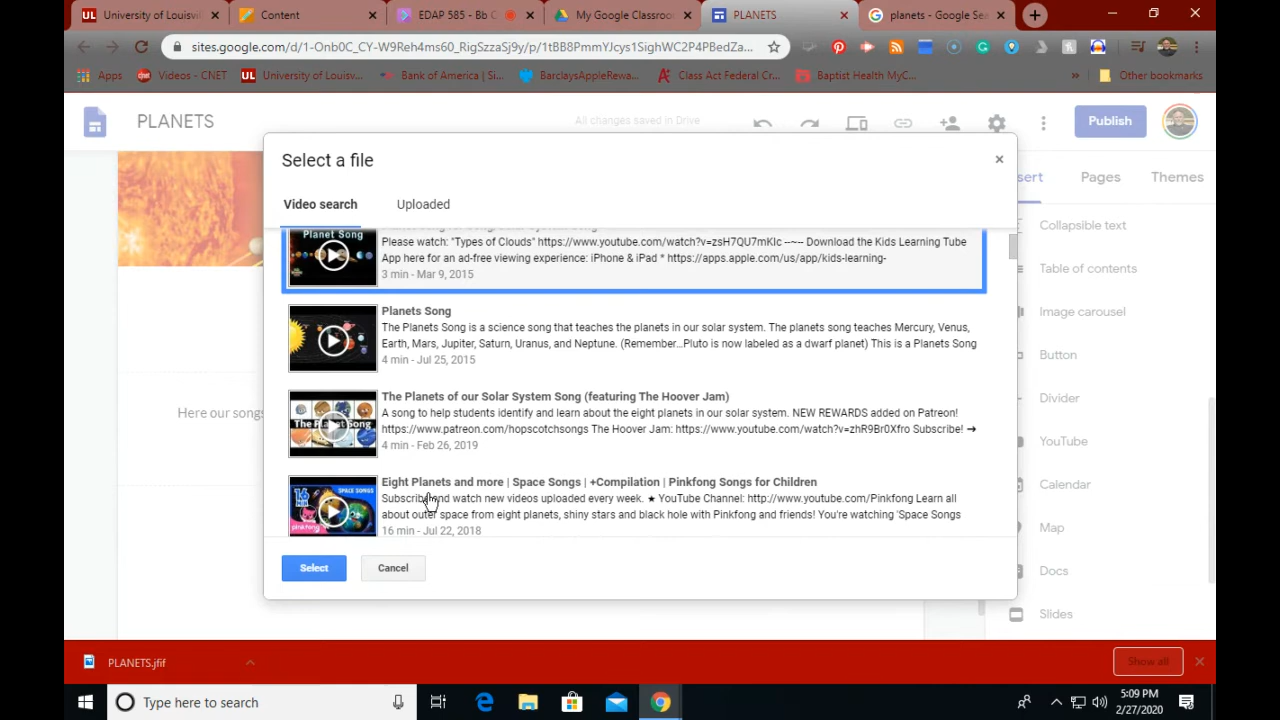 University of Louisv
Content
EDAP 585 - Bb C
My Google Classroo
PLANETS
planets - Google Sea
sites.google.com/d/1-Onb0C_CY-W9Reh4ms60_RigSzzaSj9y/p/1tBB8PmmYJcys1SighWC2P4PBedZa...
Apps
Videos - CNET
University of Louisv...
Bank of America | Si...
BarclaysAppleRewa...
Class Act Federal Cr...
Baptist Health MyC...
»
Other bookmarks
PLANETS
All changes saved in Drive
Publish
Select a file
Video search
Uploaded
sert
Pages
Themes
Planet Song
Please watch: "Types of Clouds" https://www.youtube.com/watch?v=zsH7QU7mKIc --~-- Download the Kids Learning Tube
App here for an ad-free viewing experience: iPhone & iPad * https://apps.apple.com/us/app/kids-learning-
3 min - Mar 9, 2015
Planets Song
The Planets Song is a science song that teaches the planets in our solar system. The planets song teaches Mercury, Venus,
Earth, Mars, Jupiter, Saturn, Uranus, and Neptune. (Remember...Pluto is now labeled as a dwarf planet) This is a Planets Song
4 min - Jul 25, 2015
The Planets of our Solar System Song (featuring The Hoover Jam)
A song to help students identify and learn about the eight planets in our solar system. NEW REWARDS added on Patreon!
https://www.patreon.com/hopscotchsongs The Hoover Jam: https://www.youtube.com/watch?v=zhR9Br0Xfro Subscribe! →
4 min - Feb 26, 2019
Eight Planets and more | Space Songs | +Compilation | Pinkfong Songs for Children
Subscribe and watch new videos uploaded every week. ★ YouTube Channel: http://www.youtube.com/Pinkfong Learn all
about outer space from eight planets, shiny stars and black hole with Pinkfong and friends! You're watching 'Space Songs
16 min - Jul 22, 2018
Here our songs
Select
Cancel
Collapsible text
Table of contents
Image carousel
Button
Divider
YouTube
Calendar
Map
Docs
Slides
PLANETS.jfif
Show all
Type here to search
5:09 PM
2/27/2020